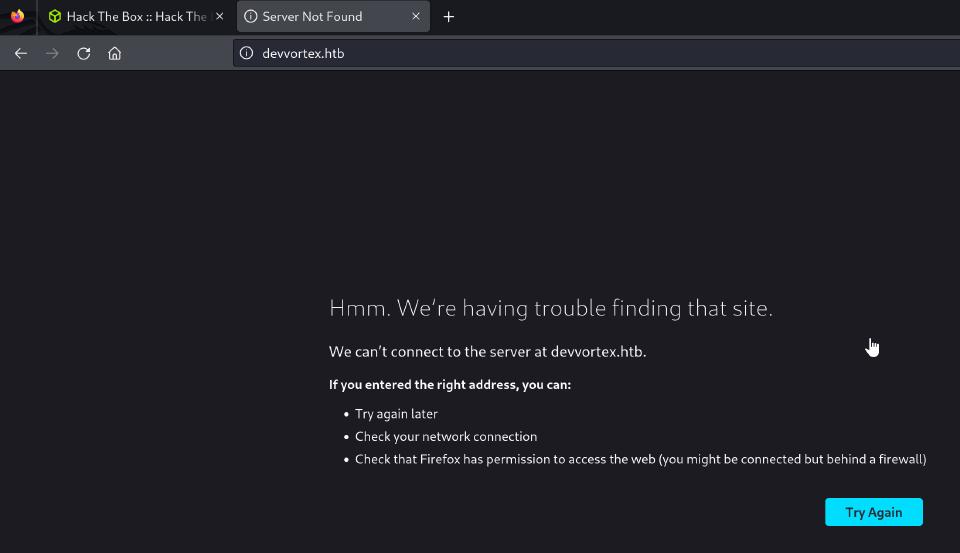 Hack The Box :: Hack The
Server Not Found
devvortex.htb
Hmm. We're having trouble finding that site.
We can't connect to the server at devvortex.htb.
If you entered the right address, you can:
• Try again later
• Check your network connection
• Check that Firefox has permission to access the web (you might be connected but behind a firewall)
Try Again